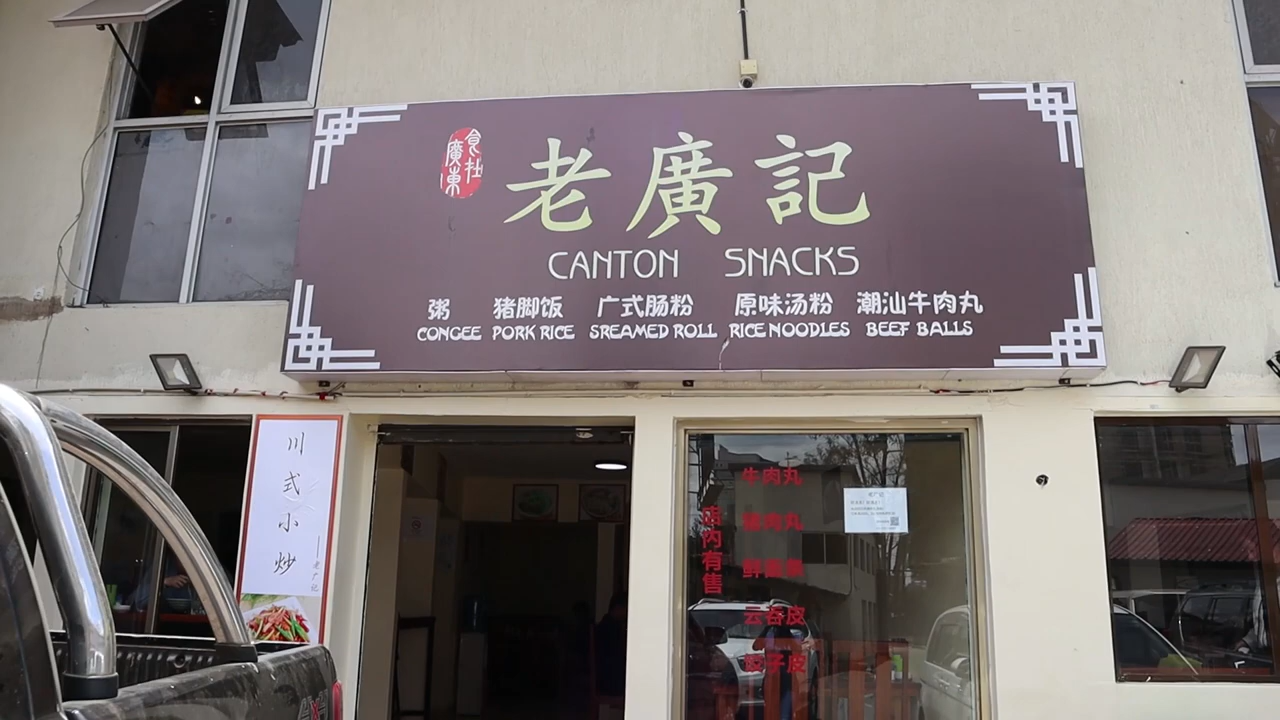 食在
廣東
老廣記
CANTON SNACKS
粥 猪脚饭 广式肠粉 原味汤粉 潮汕牛肉丸
CONGEE PORK RICE SREAMED ROLL RICE NOODLES BEEF BALLS
川式小炒
——老广记
店内有售
牛肉丸
猪肉丸
云吞皮
饺子皮
老广记